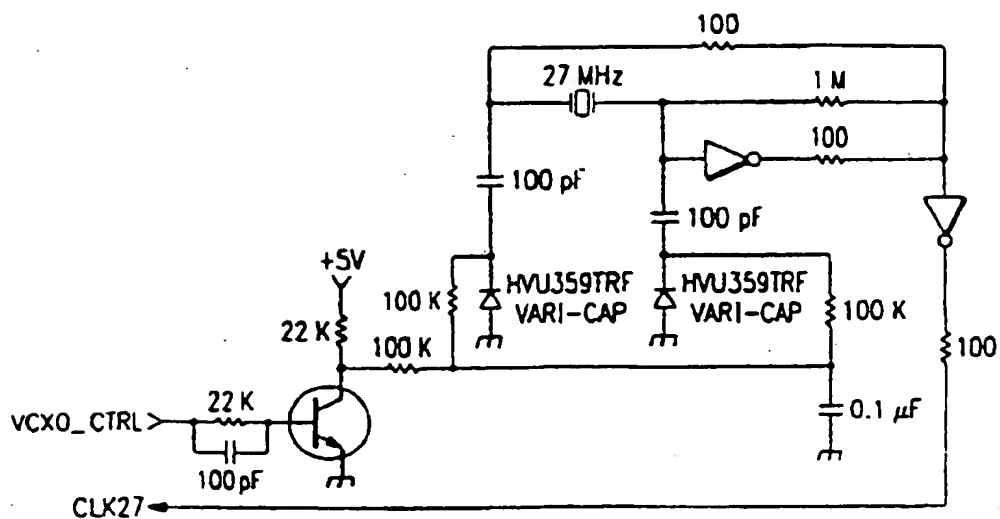 100
27 MHz
1 M
100
100 pF
100 pF
+5V
HVU359TRF
VARI-CAP
HVU359TRF
VARI-CAP
100 K
100 K
22 K
100 K
100
22 K
0.1 μF
VCXO_CTRL
100 pF
CLK27